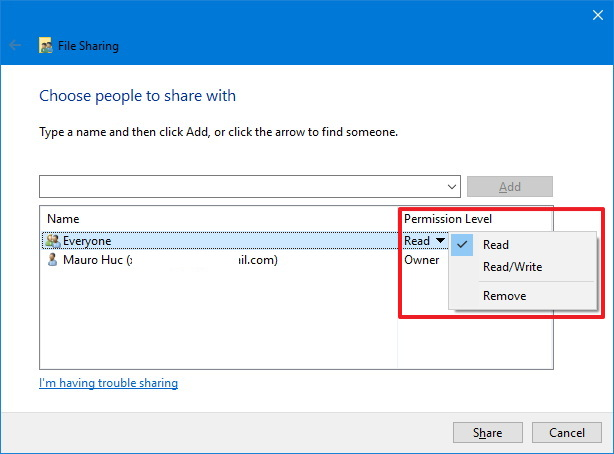 File Sharing
Choose people to share with
Type a name and then click Add, or click the arrow to find someone.
Add
Name Permission Level
Everyone Read
Mauro Huc (: il.com) Owner
Read
Read/Write
Remove
I'm having trouble sharing
Share Cancel